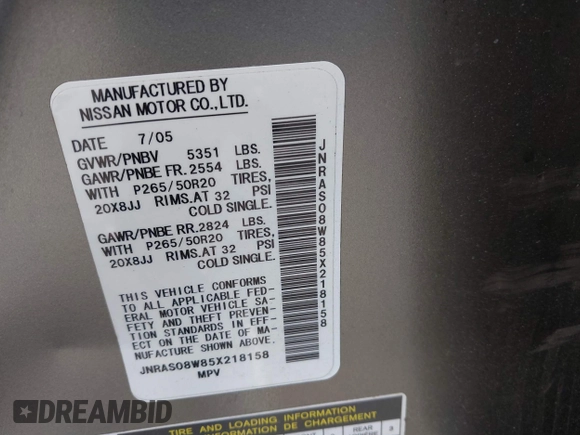 MANUFACTURED BY
NISSAN MOTOR CO.,LTD.
DATE 7/05
GVWR/PNBV 5351 LBS.
GAWR/PNBE FR. 2554 LBS.
WITH P265/50R20 TIRES,
20X8JJ RIMS.AT 32 PSI
COLD SINGLE.
GAWR/PNBE RR. 2824 LBS.
WITH P265/50R20 TIRES,
20X8JJ RIMS.AT 32 PSI
COLD SINGLE.
THIS VEHICLE CONFORMS
TO ALL APPLICABLE FED-
ERAL MOTOR VEHICLE SA-
FETY AND THEFT PREVEN-
TION STANDARDS IN EFF-
ECT ON THE DATE OF MA-
NUFACTURE SHOWN ABOVE.
JNRAS08W85X218158
MPV
JNRAS08W85X218158
TIRE AND LOADING INFORMATION
DE CHARGEMENT
REAR
3
DREAMBID